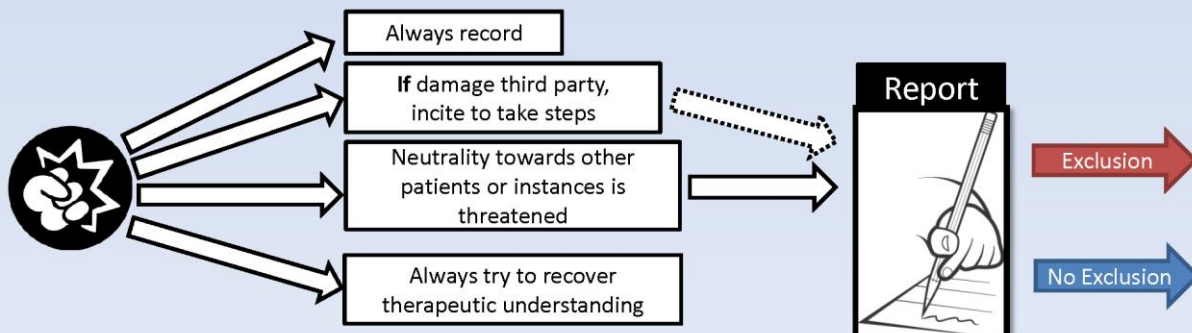 Always record
If damage third party,
incite to take steps
Neutrality towards other
patients or instances is
threatened
Always try to recover
therapeutic understanding
Report
Exclusion
No Exclusion